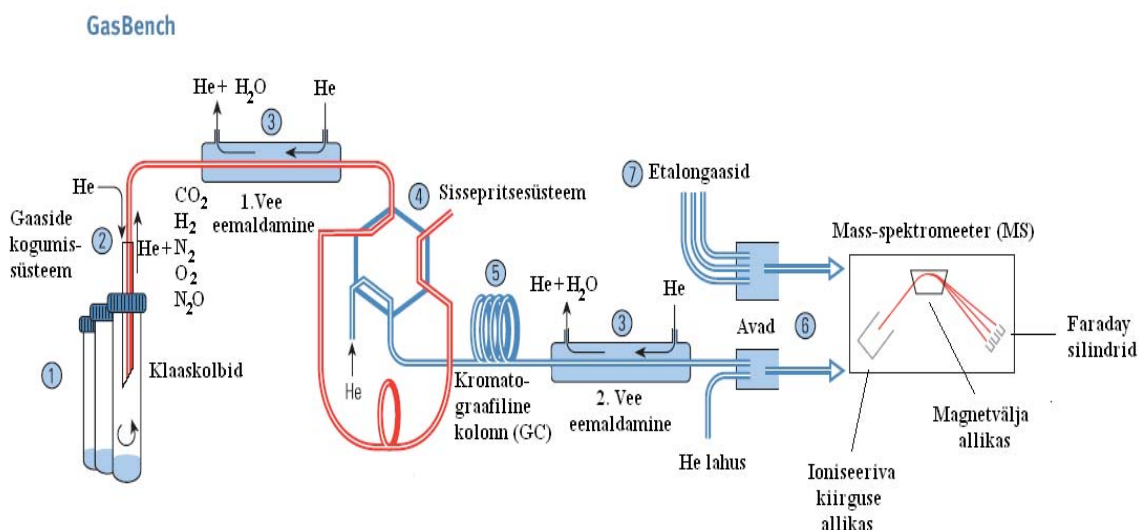 GasBench
He+ H₂O
He
3
1.Vee
eemaldamine
He
Gaaside
kogumis-
süsteem
2
He+
CO₂
H₂
N₂
O₂
N₂O
1
Klaaskolbid
4
Sissepritsesüsteem
He
5
Kromato-
graafiline
kolonn (GC)
He+H₂O
He
3
2. Vee
eemaldamine
7
Etalongaasid
Avad
6
He lahus
Mass-spektromeeter (MS)
Faraday
silindrid
Magnetvälja
allikas
Ioniseeriva
kiirguse
allikas